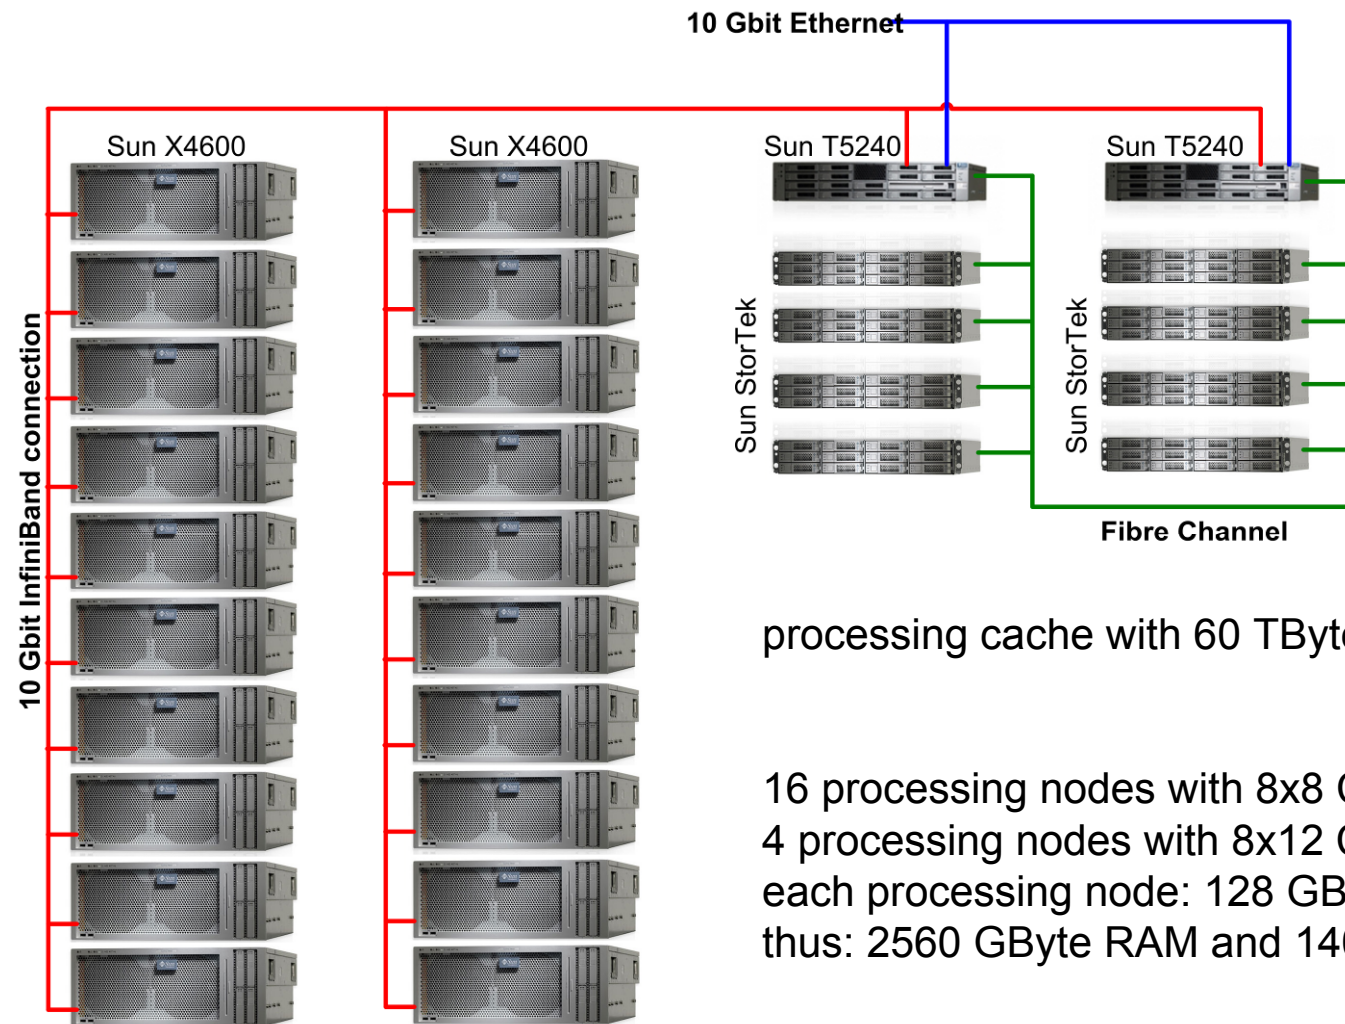 10 Gbit Ethernet
Sun X4600
Sun X4600
Sun T5240
Sun T5240
10 Gbit InfiniBand connection
Sun StorTek
Sun StorTek
Fibre Channel
processing cache with 60 TByte
16 processing nodes with 8x8
4 processing nodes with 8x12
each processing node: 128 GB
thus: 2560 GByte RAM and